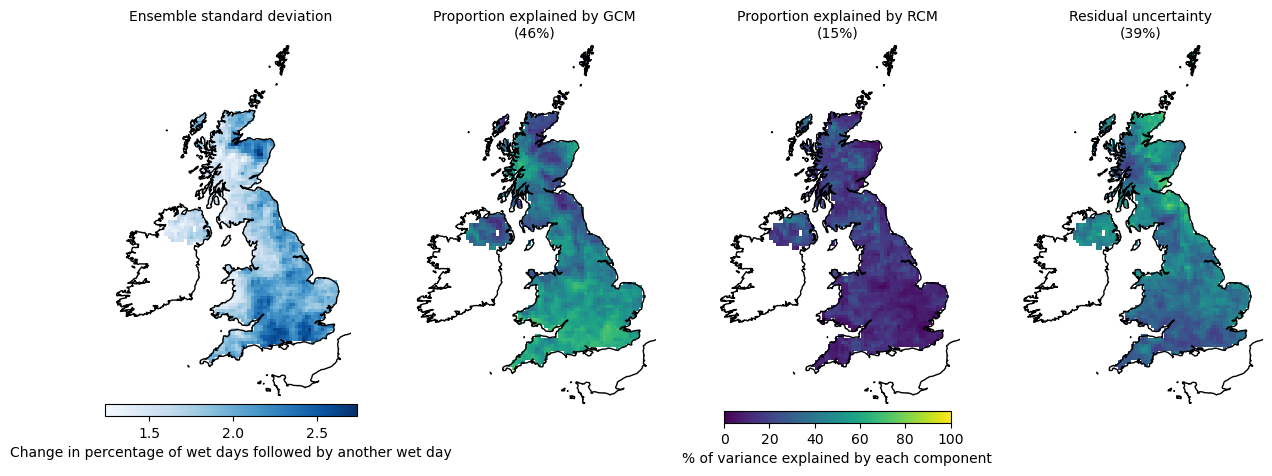 Ensemble standard deviation
Proportion explained by GCM
(46%)
Proportion explained by RCM
(15%)
Residual uncertainty
(39%)
1.5 2.0 2.5
Change in percentage of wet days followed by another wet day
0 20 40 60 80 100
% of variance explained by each component